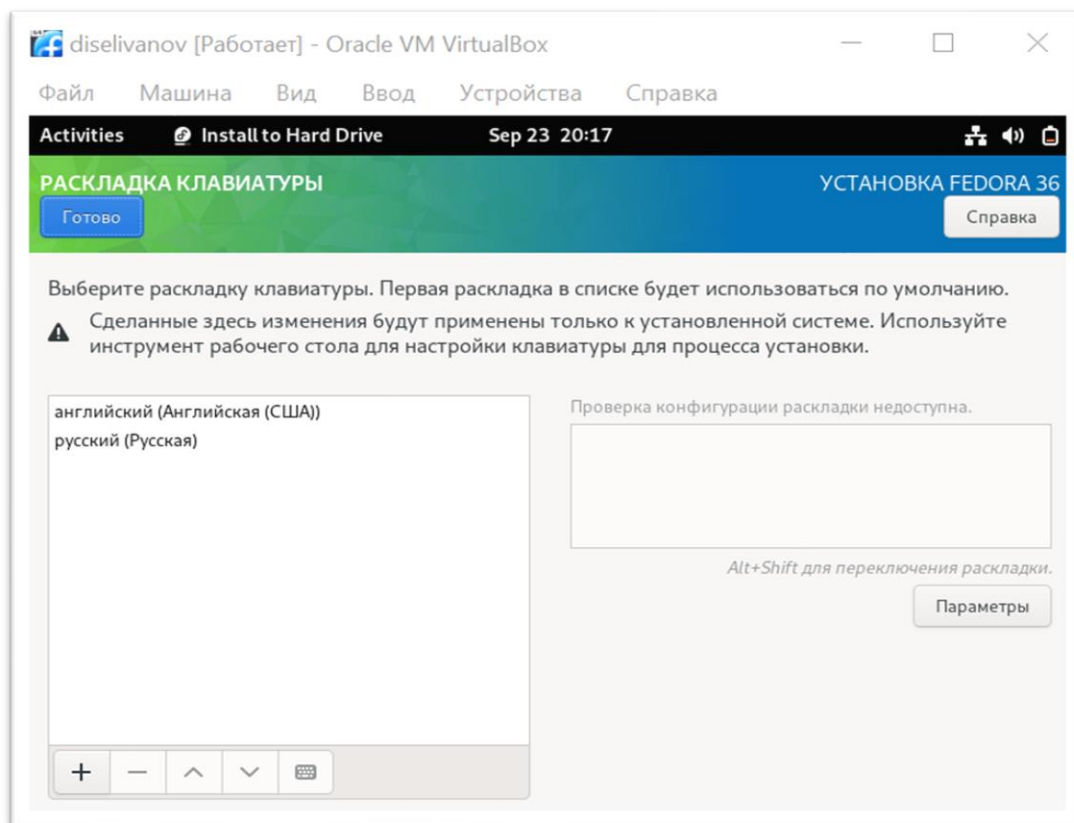 diselivanov [Работает] - Oracle VM VirtualBox
Файл Машина Вид Ввод Устройства Справка
Activities Install to Hard Drive Sep 23 20:17
РАСКЛАДКА КЛАВИАТУРЫ УСТАНОВКА FEDORA 36
Готово Справка
Выберите раскладку клавиатуры. Первая раскладка в списке будет использоваться по умолчанию.
Сделанные здесь изменения будут применены только к установленной системе. Используйте
инструмент рабочего стола для настройки клавиатуры для процесса установки.
английский (Английская (США))
русский (Русская)
Проверка конфигурации раскладки недоступна.
Alt+Shift для переключения раскладки.
Параметры